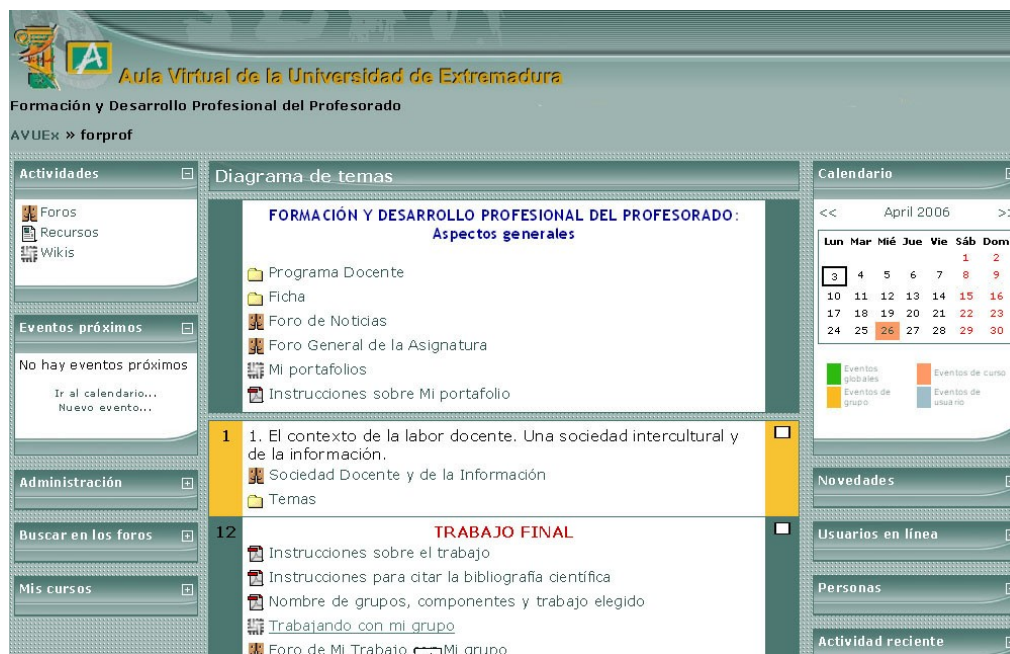 A
Aula Virtual de la Universidad de Extremadura
Formación y Desarrollo Profesional del Profesorado
AVUEx » forprof
Actividades
Foros
Recursos
Wikis
Eventos próximos
No hay eventos próximos
Ir al calendario...
Nuevo evento...
Administración
Buscar en los foros
Mis cursos
Diagrama de temas
FORMACIÓN Y DESARROLLO PROFESIONAL DEL PROFESORADO:
Aspectos generales
Programa Docente
Ficha
Foro de Noticias
Foro General de la Asignatura
Mi portafolios
Instrucciones sobre Mi portafolio
1 1. El contexto de la labor docente. Una sociedad intercultural y
de la información.
Sociedad Docente y de la Información
Temas
12 TRABAJO FINAL
Instrucciones sobre el trabajo
Instrucciones para citar la bibliografía científica
Nombre de grupos, componentes y trabajo elegido
Trabajando con mi grupo
Foro de Mi Trabajo Mi grupo
Calendario
<< April 2006 >>
Lun Mar Mié Jue Vie Sáb Dom
1 2
3 4 5 6 7 8 9
10 11 12 13 14 15 16
17 18 19 20 21 22 23
24 25 26 27 28 29 30
Eventos globales
Eventos de curso
Eventos de grupo
Eventos de usuario
Novedades
Usuarios en línea
Personas
Actividad reciente